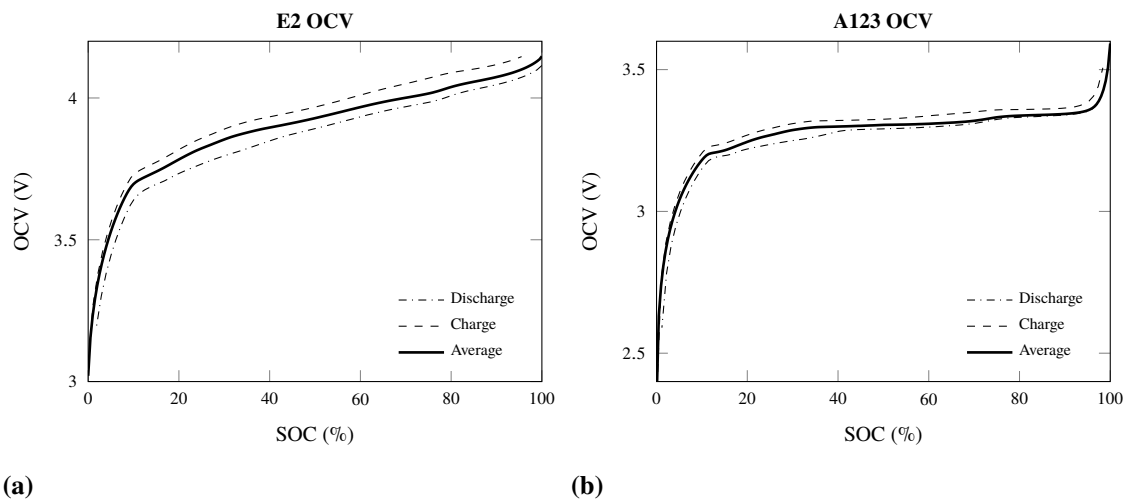 E2 OCV
4
3.5
3
OCV (V)
0 20 40 60 80 100
SOC (%)
Discharge
Charge
Average
(a)
A123 OCV
3.5
3
2.5
OCV (V)
0 20 40 60 80 100
SOC (%)
Discharge
Charge
Average
(b)